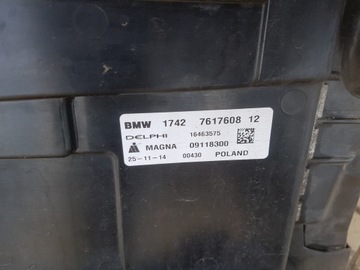 BMW 1742 7617608 12
DELPHI 16463575
MAGNA 09118300
25-11-14 00430 POLAND